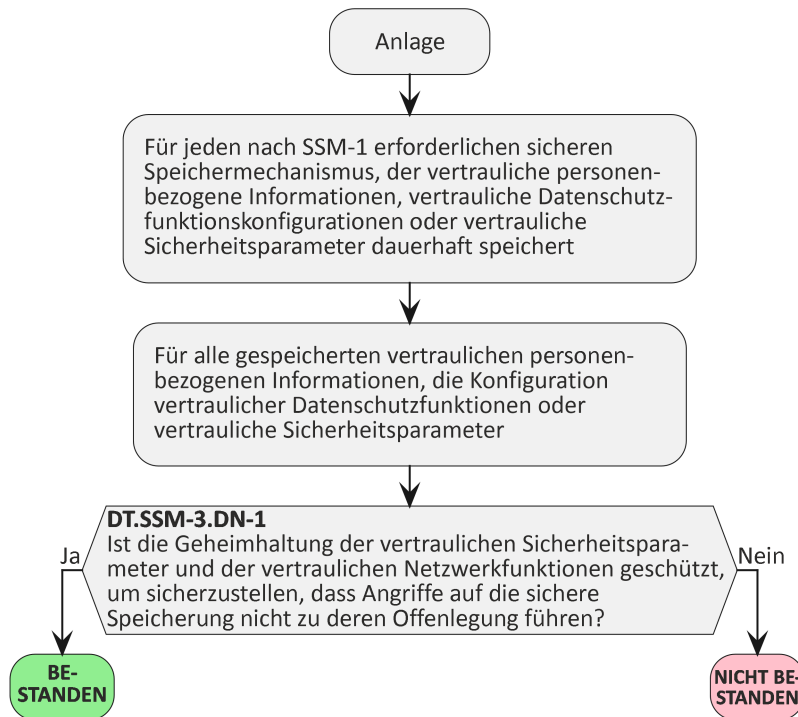 Anlage
Für jeden nach SSM-1 erforderlichen sicheren
Speichermechanismus, der vertrauliche personen-
bezogene Informationen, vertrauliche Datenschutz-
funktionskonfigurationen oder vertrauliche
Sicherheitsparameter dauerhaft speichert
Für alle gespeicherten vertraulichen personen-
bezogenen Informationen, die Konfiguration
vertraulicher Datenschutzfunktionen oder
vertrauliche Sicherheitsparameter
DT.SSM-3.DN-1
Ist die Geheimhaltung der vertraulichen Sicherheitspara-
meter und der vertraulichen Netzwerkfunktionen geschützt,
um sicherzustellen, dass Angriffe auf die sichere
Speicherung nicht zu deren Offenlegung führen?
Ja
Nein
BE-
STANDEN
NICHT BE-
STANDEN